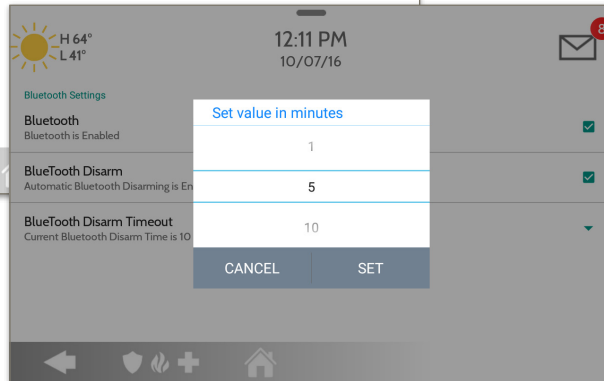 H 64°
L 41°
12:11 PM
10/07/16
8
Bluetooth Settings
Bluetooth
Bluetooth is Enabled
BlueTooth Disarm
Automatic Bluetooth Disarming is En
BlueTooth Disarm Timeout
Current Bluetooth Disarm Time is 10
Set value in minutes
1
5
10
CANCEL SET